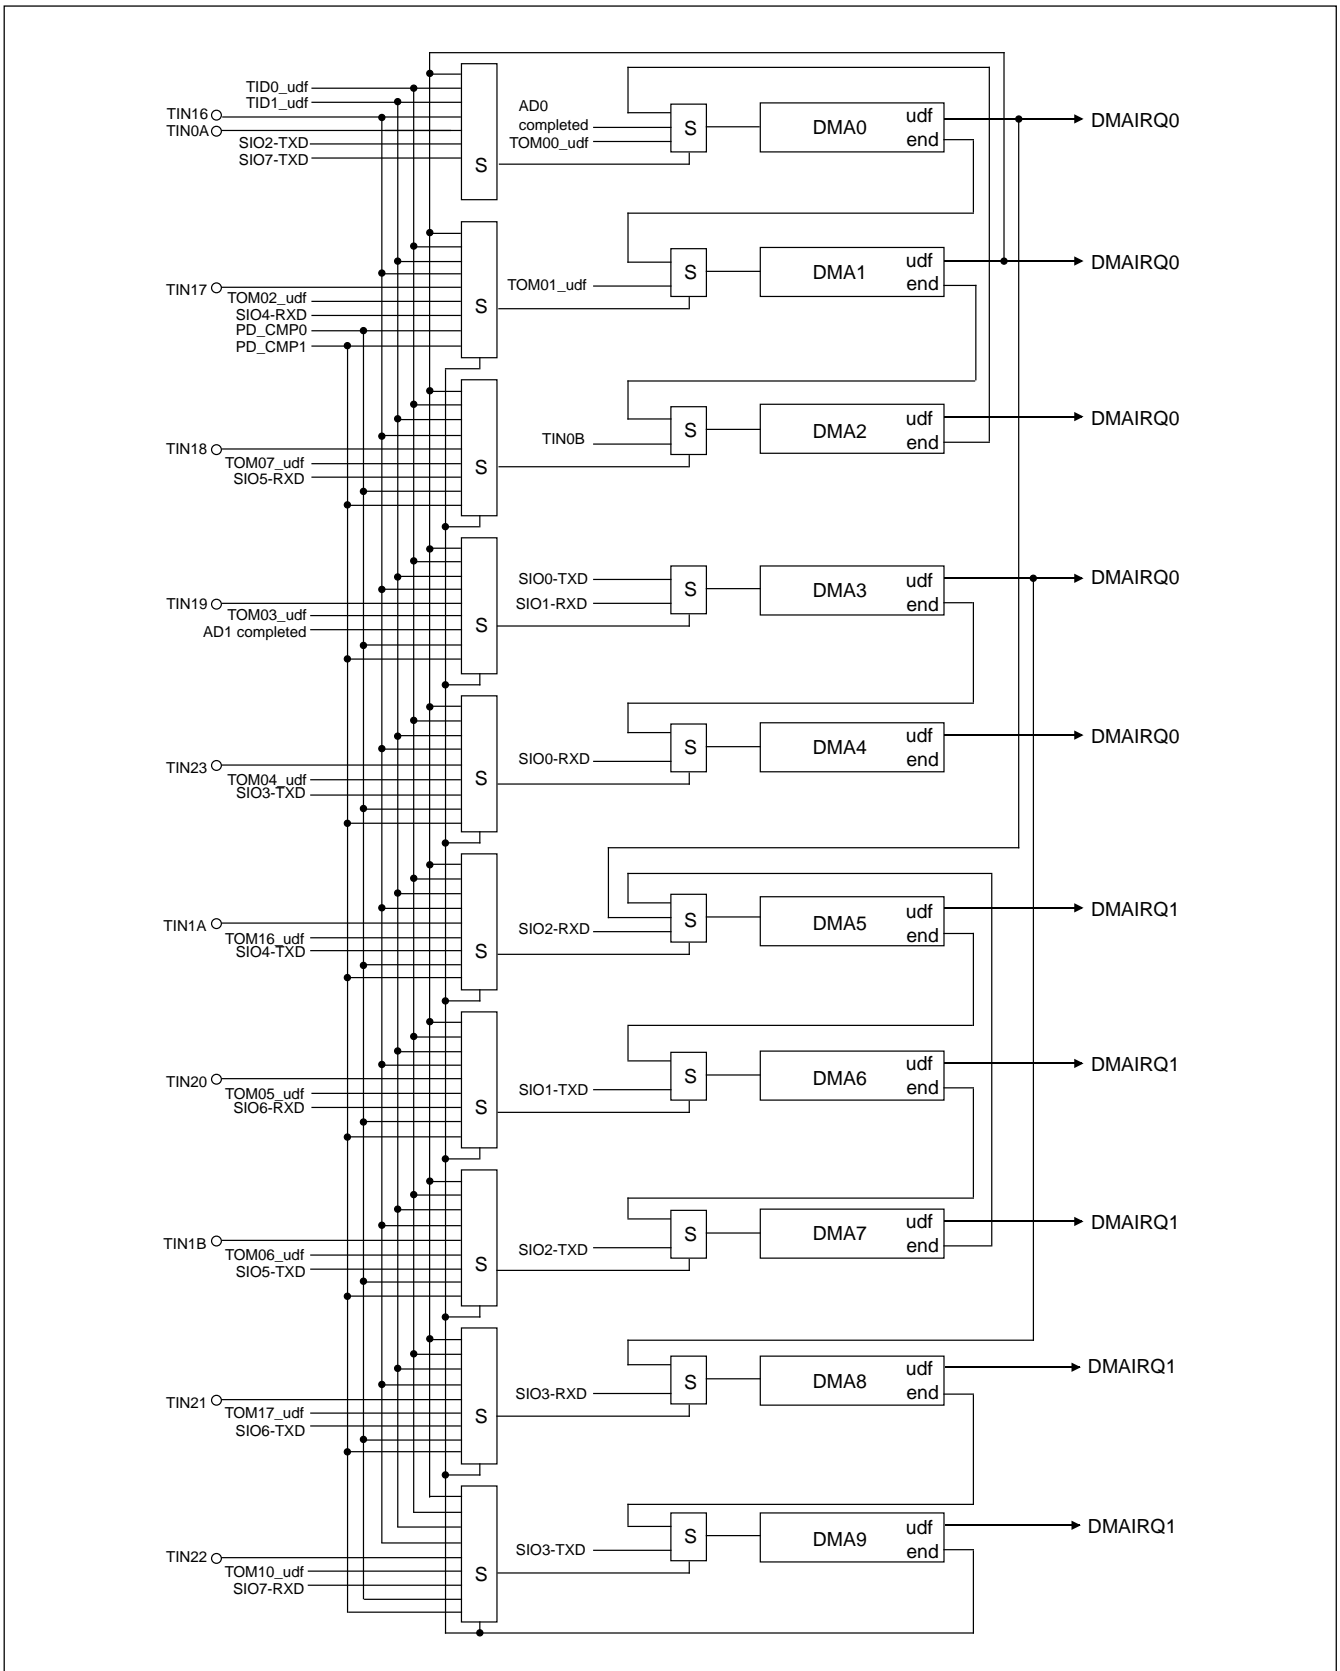 TID0_udf
TID1_udf
TIN16
TIN0A
SIO2-TXD
SIO7-TXD
S
AD0
completed
TOM00_udf
S
DMA0
udf
end
DMAIRQ0
TIN17
TOM02_udf
SIO4-RXD
PD_CMP0
PD_CMP1
S
TOM01_udf
S
DMA1
udf
end
DMAIRQ0
TIN18
TOM07_udf
SIO5-RXD
S
TIN0B
S
DMA2
udf
end
DMAIRQ0
TIN19
TOM03_udf
AD1 completed
S
SIO0-TXD
SIO1-RXD
S
DMA3
udf
end
DMAIRQ0
TIN23
TOM04_udf
SIO3-TXD
S
SIO0-RXD
S
DMA4
udf
end
DMAIRQ0
TIN1A
TOM16_udf
SIO4-TXD
S
SIO2-RXD
S
DMA5
udf
end
DMAIRQ1
TIN20
TOM05_udf
SIO6-RXD
S
SIO1-TXD
S
DMA6
udf
end
DMAIRQ1
TIN1B
TOM06_udf
SIO5-TXD
S
SIO2-TXD
S
DMA7
udf
end
DMAIRQ1
TIN21
TOM17_udf
SIO6-TXD
S
SIO3-RXD
S
DMA8
udf
end
DMAIRQ1
TIN22
TOM10_udf
SIO7-RXD
S
SIO3-TXD
S
DMA9
udf
end
DMAIRQ1